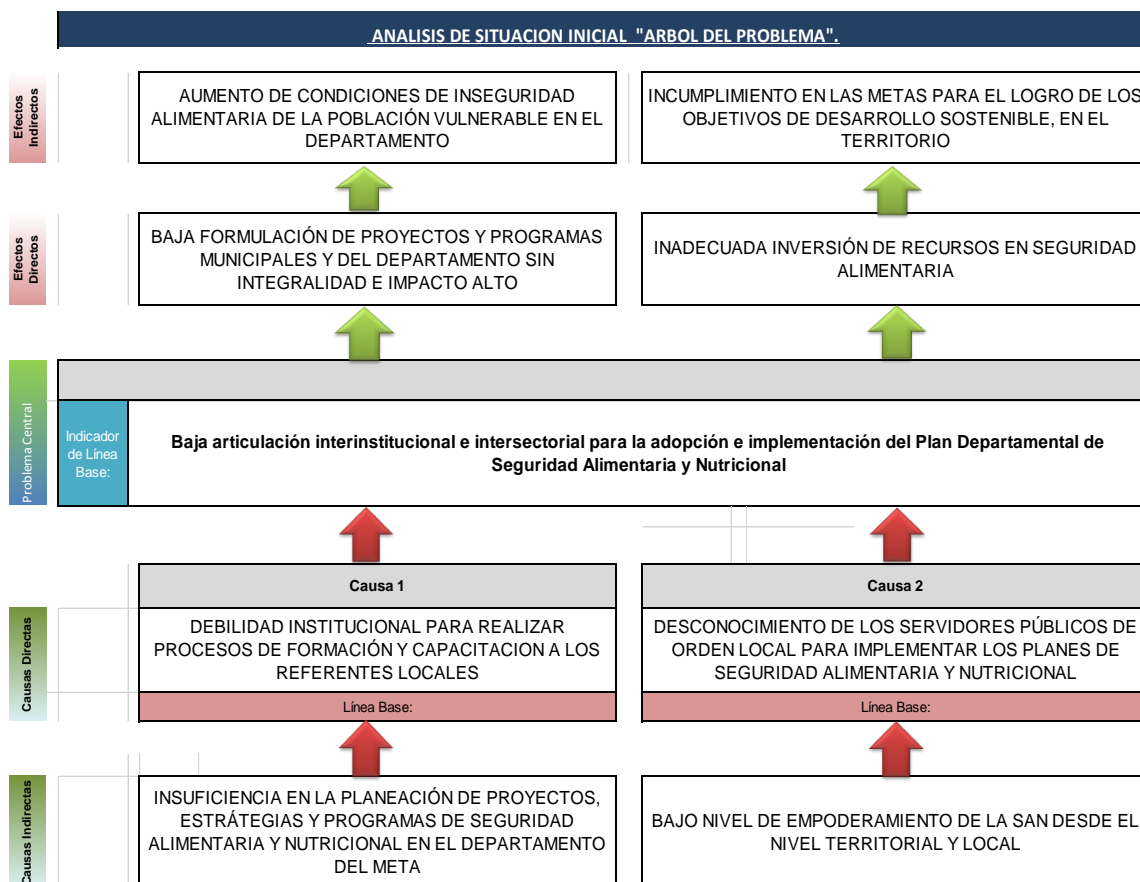 ANALISIS DE SITUACION INICIAL "ARBOL DEL PROBLEMA".
Efectos
Indirectos
AUMENTO DE CONDICIONES DE INSEGURIDAD
ALIMENTARIA DE LA POBLACIÓN VULNERABLE EN EL
DEPARTAMENTO
INCUMPLIMIENTO EN LAS METAS PARA EL LOGRO DE LOS
OBJETIVOS DE DESARROLLO SOSTENIBLE, EN EL
TERRITORIO
Efectos
Directos
BAJA FORMULACIÓN DE PROYECTOS Y PROGRAMAS
MUNICIPALES Y DEL DEPARTAMENTO SIN
INTEGRALIDAD E IMPACTO ALTO
INADECUADA INVERSIÓN DE RECURSOS EN SEGURIDAD
ALIMENTARIA
Problema Central
Indicador
de Línea
Base:
Baja articulación interinstitucional e intersectorial para la adopción e implementación del Plan Departamental de
Seguridad Alimentaria y Nutricional
Causas Directas
Causa 1
DEBILIDAD INSTITUCIONAL PARA REALIZAR
PROCESOS DE FORMACIÓN Y CAPACITACION A LOS
REFERENTES LOCALES
Línea Base:
Causa 2
DESCONOCIMIENTO DE LOS SERVIDORES PÚBLICOS DE
ORDEN LOCAL PARA IMPLEMENTAR LOS PLANES DE
SEGURIDAD ALIMENTARIA Y NUTRICIONAL
Línea Base:
Causas Indirectas
INSUFICIENCIA EN LA PLANEACIÓN DE PROYECTOS,
ESTRÁTEGIAS Y PROGRAMAS DE SEGURIDAD
ALIMENTARIA Y NUTRICIONAL EN EL DEPARTAMENTO
DEL META
BAJO NIVEL DE EMPODERAMIENTO DE LA SAN DESDE EL
NIVEL TERRITORIAL Y LOCAL